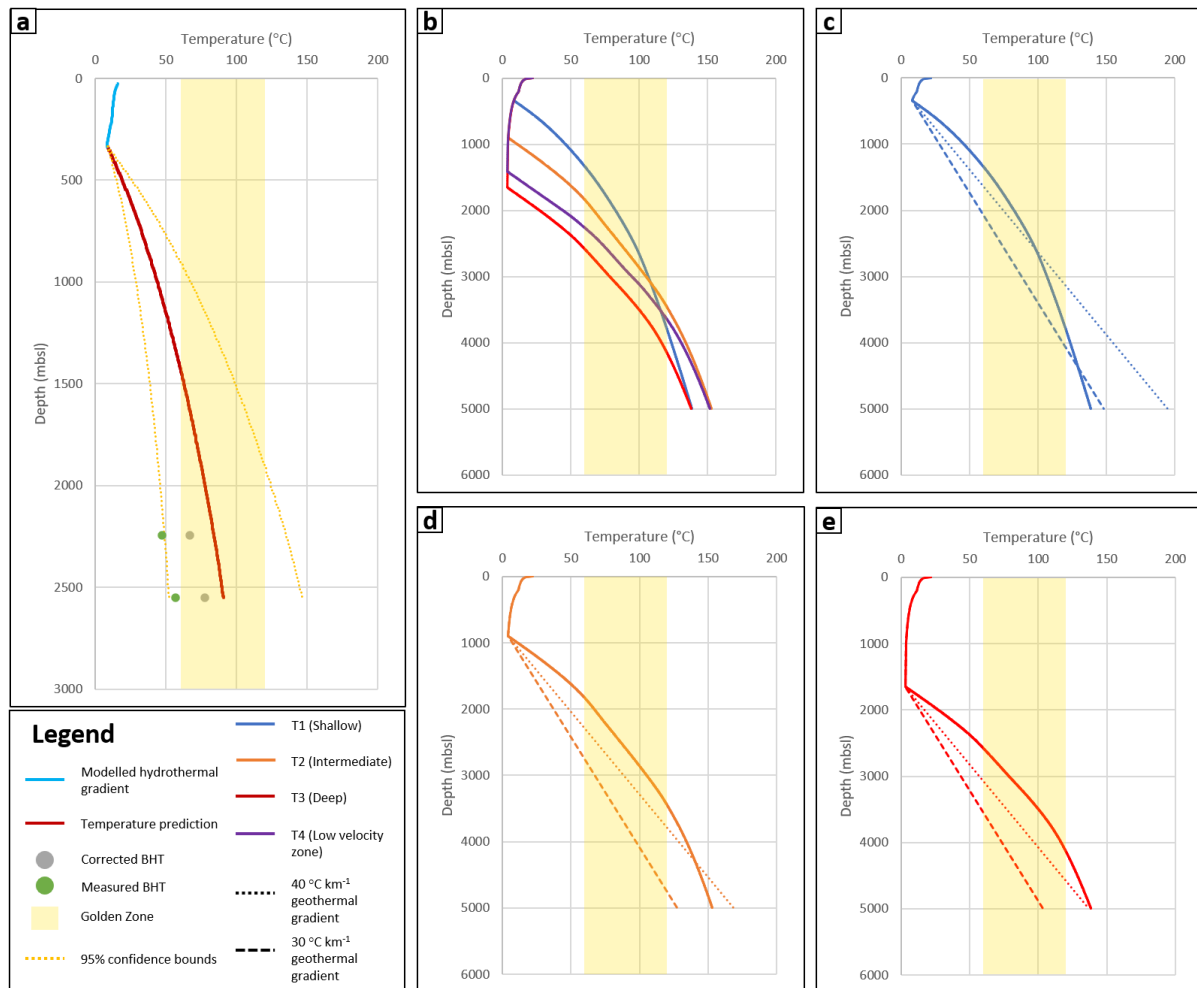 a
Temperature (°C)
0 50 100 150 200
0
500
1000
1500
2000
2500
3000
Depth (mbsl)
b
Temperature (°C)
0 50 100 150 200
0
1000
2000
3000
4000
5000
6000
Depth (mbsl)
c
Temperature (°C)
0 50 100 150 200
0
1000
2000
3000
4000
5000
6000
Depth (mbsl)
Legend
Modelled hydrothermal
gradient
Temperature prediction
Corrected BHT
Measured BHT
Golden Zone
95% confidence bounds
T1 (Shallow)
T2 (Intermediate)
T3 (Deep)
T4 (Low velocity
zone)
40 °C km⁻¹
geothermal
gradient
30 °C km⁻¹
geothermal
gradient
d
Temperature (°C)
0 50 100 150 200
0
1000
2000
3000
4000
5000
6000
Depth (mbsl)
e
Temperature (°C)
0 50 100 150 200
0
1000
2000
3000
4000
5000
6000
Depth (mbsl)